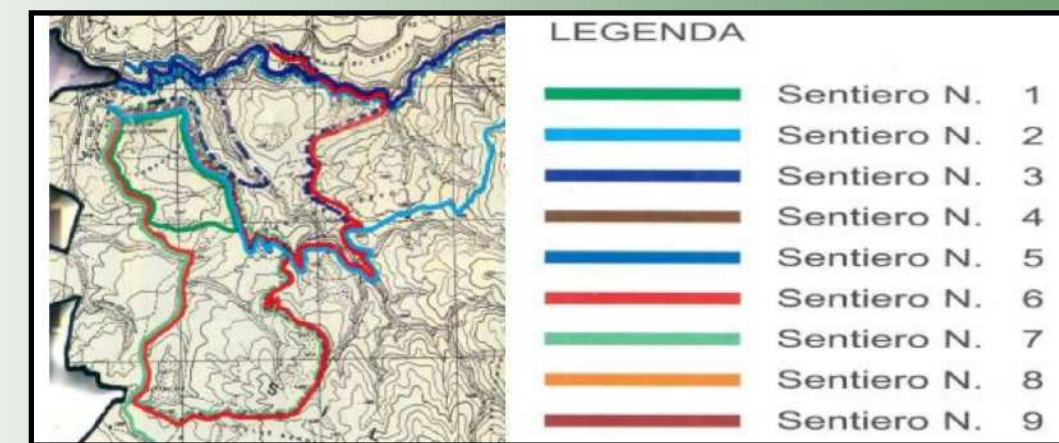 LEGENDA
Sentiero N. 1
Sentiero N. 2
Sentiero N. 3
Sentiero N. 4
Sentiero N. 5
Sentiero N. 6
Sentiero N. 7
Sentiero N. 8
Sentiero N. 9